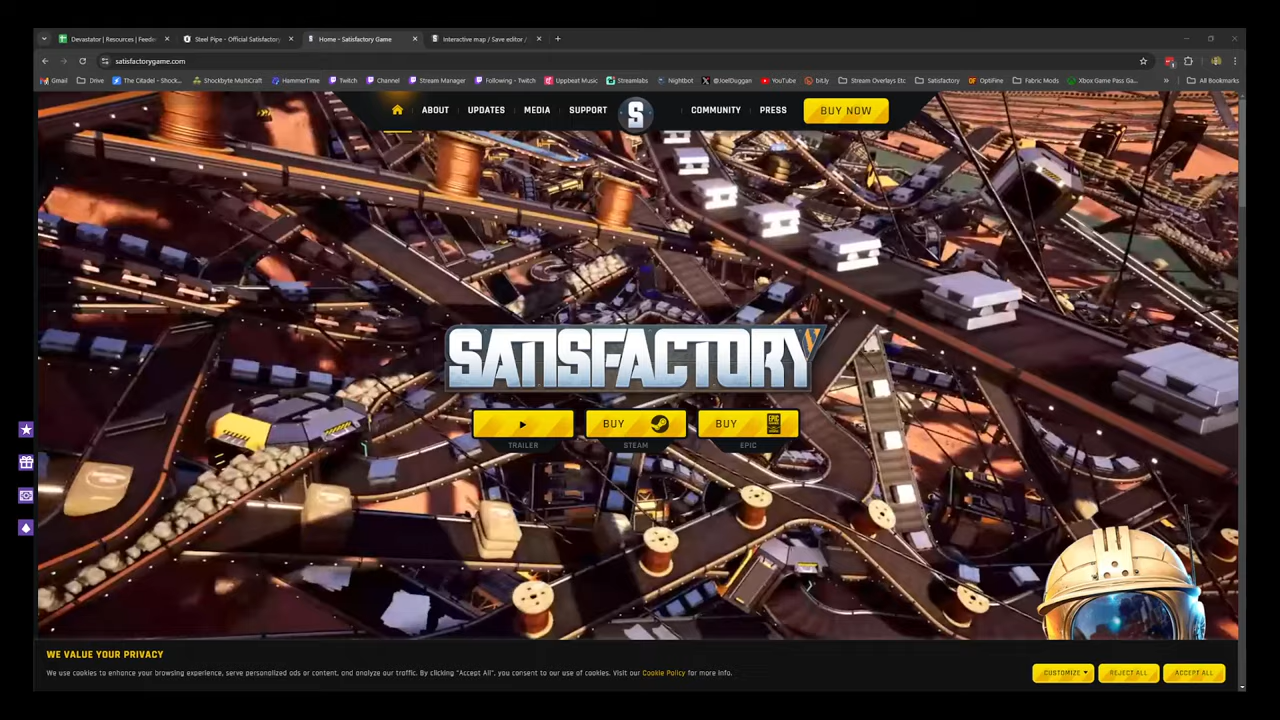 Devastator | Resources | Feede
Steel Pipe - Official Satisfactory
Home - Satisfactory Game
Interactive map / Save editor /
satisfactorygame.com
Gmail
Drive
The Citadel - Shock...
Shockbyte MultiCraft
HammerTime
Twitch
Channel
Stream Manager
Following - Twitch
Uppbeat Music
Streamlabs
Nightbot
@JoelDuggan
YouTube
bit.ly
Stream Overlays Etc
Satisfactory
OptiFine
Fabric Mods
Xbox Game Pass Ga...
All Bookmarks
ABOUT
UPDATES
MEDIA
SUPPORT
S
COMMUNITY
PRESS
BUY NOW
SATISFACTORY
BUY
BUY
EPIC GAMES
TRAILER
STEAM
EPIC
WE VALUE YOUR PRIVACY
We use cookies to enhance your browsing experience, serve personalized ads or content, and analyze our traffic. By clicking "Accept All", you consent to our use of cookies. Visit our Cookie Policy for more info.
CUSTOMIZE
REJECT ALL
ACCEPT ALL